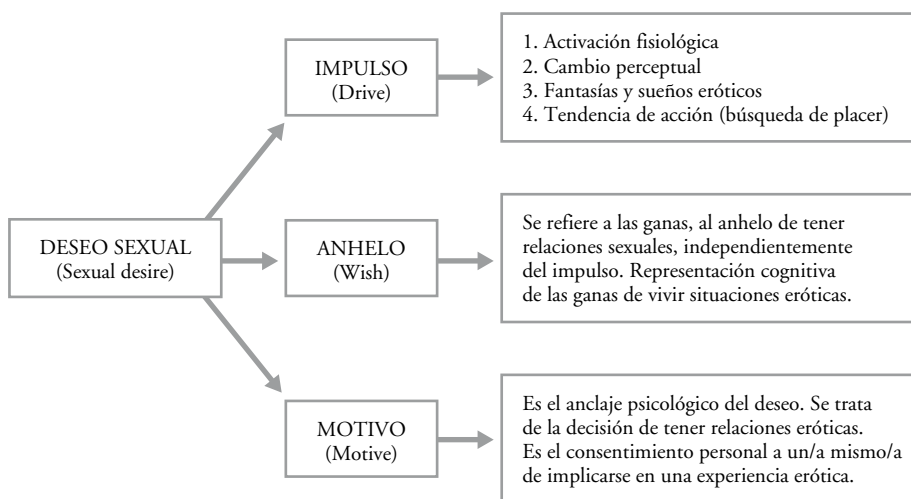 DESEO SEXUAL
(Sexual desire)
IMPULSO
(Drive)
1. Activación fisiológica
2. Cambio perceptual
3. Fantasías y sueños eróticos
4. Tendencia de acción (búsqueda de placer)
ANHELO
(Wish)
Se refiere a las ganas, al anhelo de tener
relaciones sexuales, independientemente
del impulso. Representación cognitiva
de las ganas de vivir situaciones eróticas.
MOTIVO
(Motive)
Es el anclaje psicológico del deseo. Se trata
de la decisión de tener relaciones eróticas.
Es el consentimiento personal a un/a mismo/a
de implicarse en una experiencia erótica.